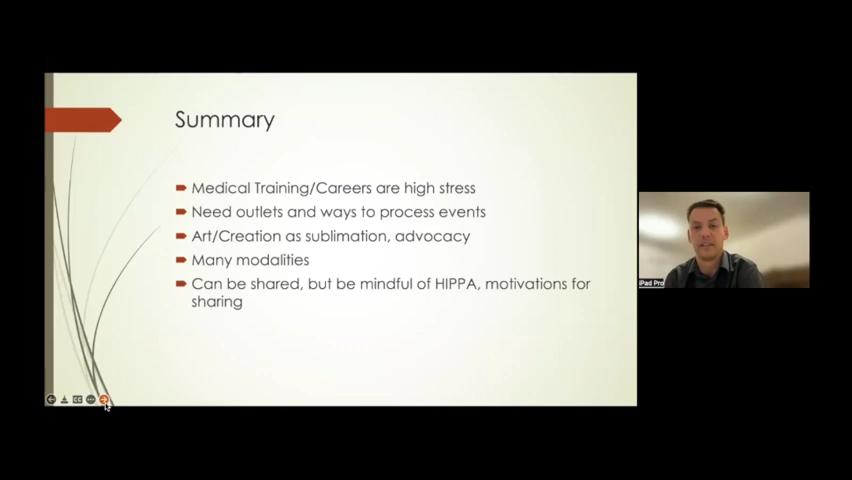 Summary
Medical Training/Careers are high stress
Need outlets and ways to process events
Art/Creation as sublimation, advocacy
Many modalities
Can be shared, but be mindful of HIPPA, motivations for
sharing
iPad Pro
CC